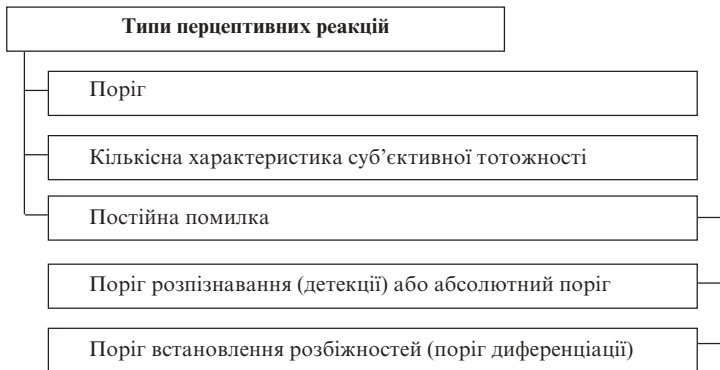 Типи перцептивних реакцій
Поріг
Кількісна характеристика суб’єктивної тотожності
Постійна помилка
Поріг розпізнавання (детекції) або абсолютний поріг
Поріг встановлення розбіжностей (поріг диференціації)